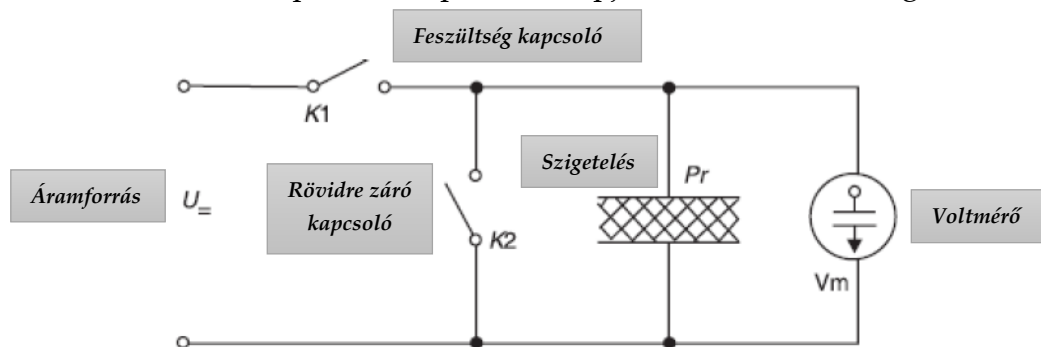 Feszültség kapcsoló
K1
Szigetelés
Pr
Áramforrás
U=
Rövidre záró
kapcsoló
K2
Voltmérő
Vm